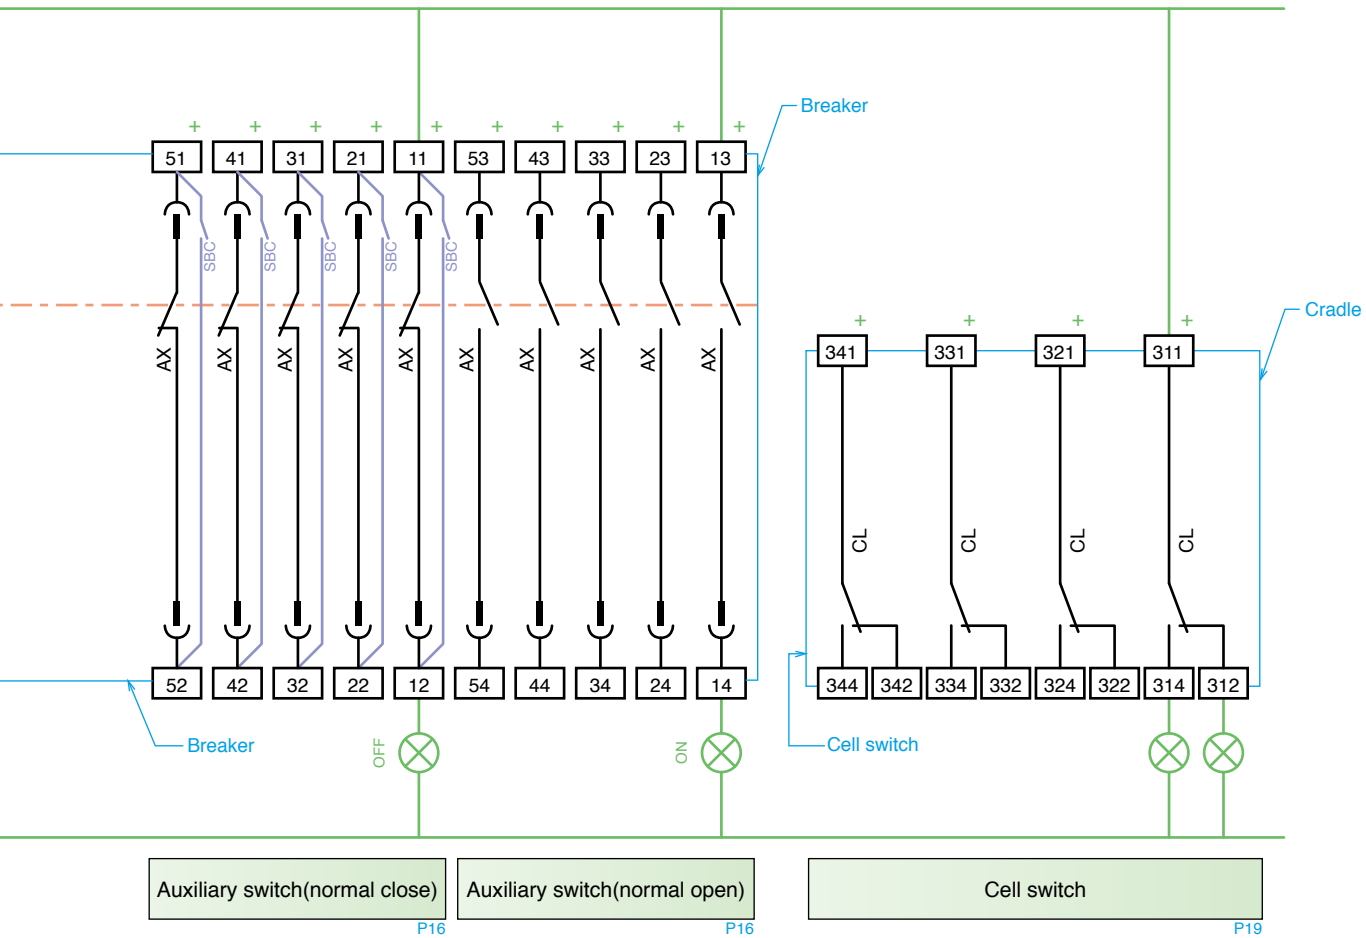 Breaker
+ + + + + + + + + +
51 41 31 21 11 53 43 33 23 13
SBC SBC SBC SBC SBC
Cradle
+ + + +
341 331 321 311
AX AX AX AX AX AX AX AX AX AX
CL CL CL CL
52 42 32 22 12 54 44 34 24 14
344 342 334 332 324 322 314 312
Breaker
OFF
ON
Cell switch
Auxiliary switch(normal close)
Auxiliary switch(normal open)
Cell switch
P16
P16
P19